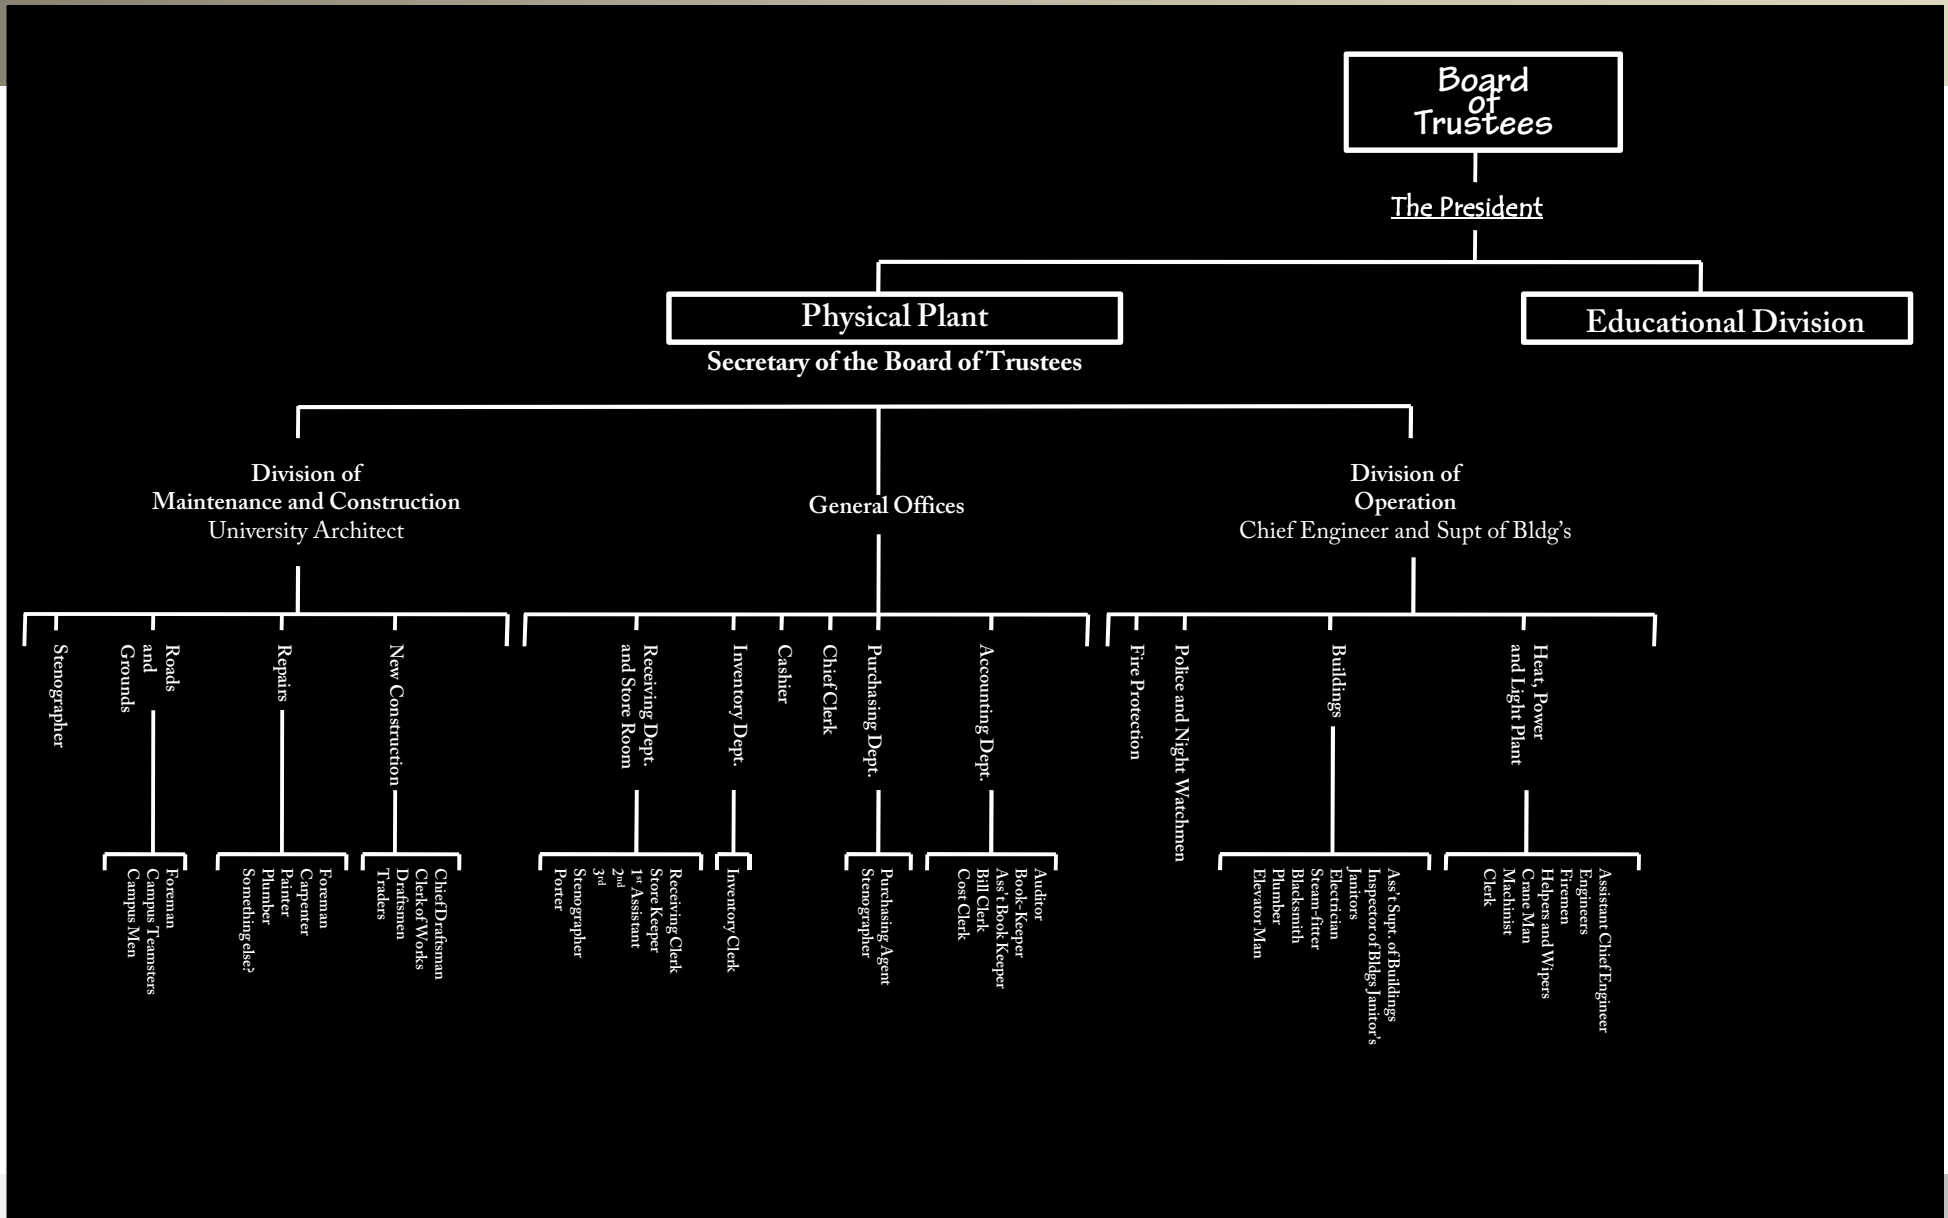 Board
of
Trustees
The President
Physical Plant
Educational Division
Secretary of the Board of Trustees
Division of
Maintenance and Construction
University Architect
General Offices
Division of
Operation
Chief Engineer and Supt of Bldg's
Stenographer
Roads
and
Grounds
Repairs
New Construction
Receiving Dept.
and Store Room
Inventory Dept.
Cashier
Chief Clerk
Purchasing Dept.
Accounting Dept.
Fire Protection
Police and Night Watchmen
Buildings
Heat, Power
and Light Plant
Foreman
Campus Teamsters
Campus Men
Foreman
Carpenter
Painter
Plumber
Something else?
Chief Draftsman
Clerk of Works
Draftsmen
Traders
Receiving Clerk
Store Keeper
1st Assistant
2nd
3rd
Stenographer
Porter
Inventory Clerk
Purchasing Agent
Stenographer
Auditor
Book-Keeper
Ass't Book Keeper
Bill Clerk
Cost Clerk
Ass't Supt. of Buildings
Inspector of Bldgs Janitor's
Janitors
Electrician
Steam-fitter
Blacksmith
Plumber
Elevator Man
Assistant Chief Engineer
Engineers
Firemen
Helpers and Wipers
Crane Man
Machinist
Clerk